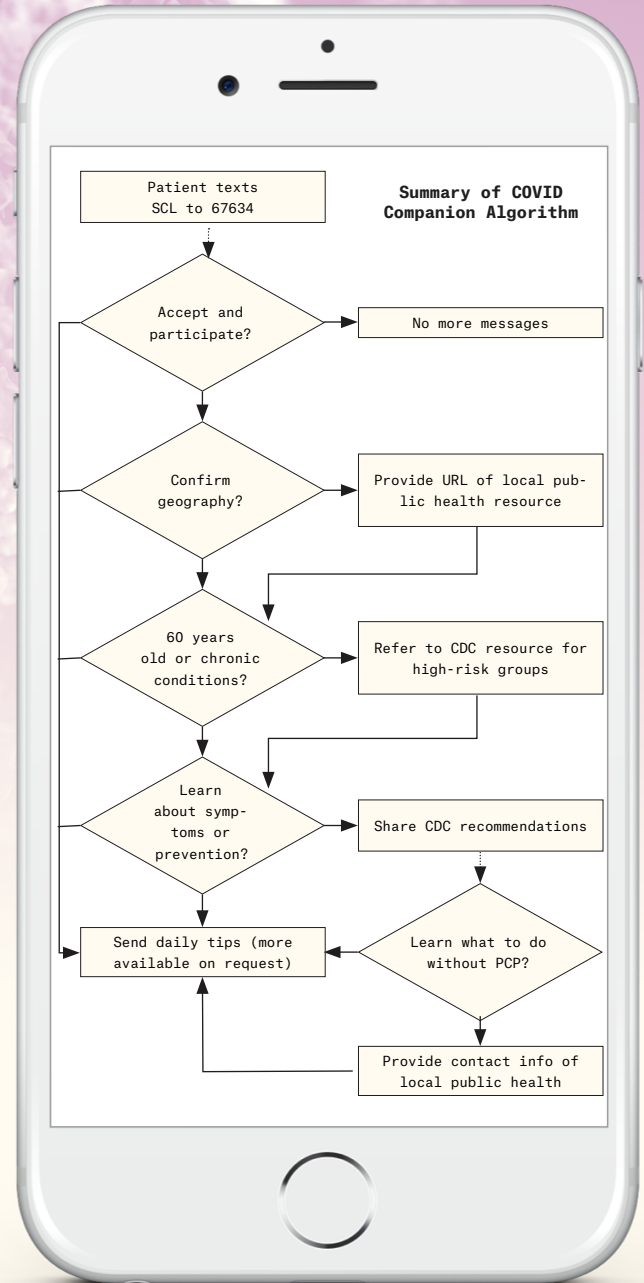 Patient texts
SCL to 67634
Summary of COVID
Companion Algorithm
Accept and
participate?
No more messages
Confirm
geography?
Provide URL of local pub-
lic health resource
60 years
old or chronic
conditions?
Refer to CDC resource for
high-risk groups
Learn
about symp-
toms or
prevention?
Share CDC recommendations
Send daily tips (more
available on request)
Learn what to do
without PCP?
Provide contact info of
local public health